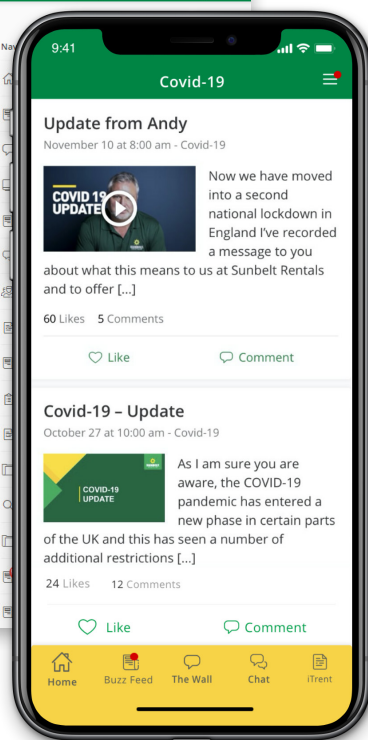 Nav
9:41
Covid-19
Update from Andy
November 10 at 8:00 am - Covid-19
COVID 19
UPDATE
Now we have moved
into a second
national lockdown in
England I've recorded
a message to you
about what this means to us at Sunbelt Rentals
and to offer [...]
60 Likes 5 Comments
Like Comment
Covid-19 – Update
October 27 at 10:00 am - Covid-19
COVID-19
UPDATE
As I am sure you are
aware, the COVID-19
pandemic has entered a
new phase in certain parts
of the UK and this has seen a number of
additional restrictions [...]
24 Likes 12 Comments
Like Comment
Home Buzz Feed The Wall Chat iTrent